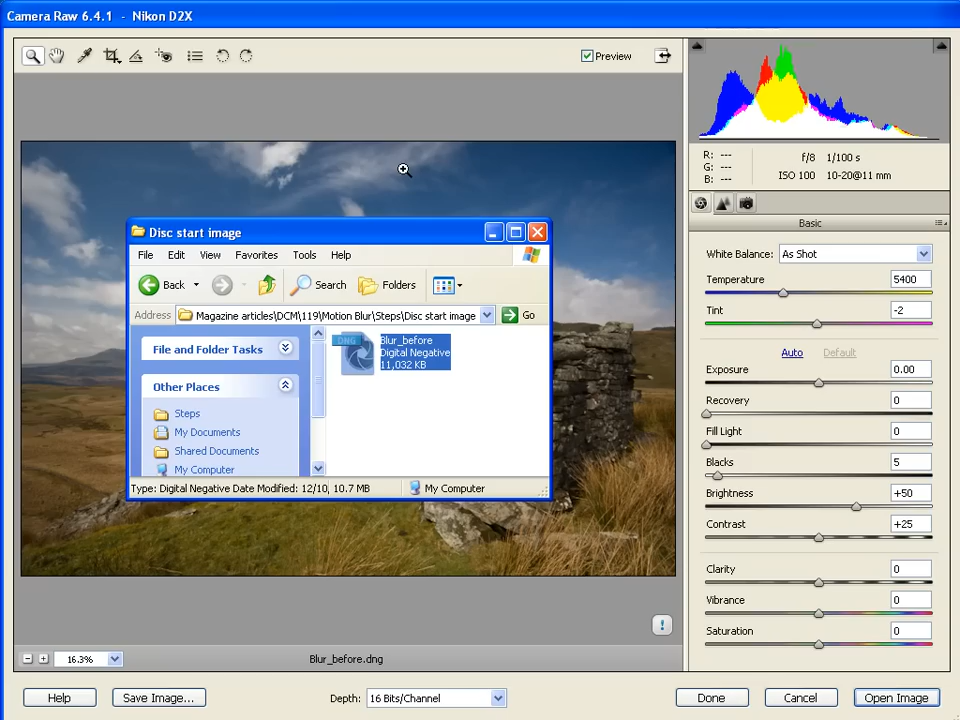 Camera Raw 6.4.1 - Nikon D2X
Preview
R: ---
G: ---
B: ---
f/8 1/100 s
ISO 100 10-20@11 mm
Basic
White Balance: As Shot
Temperature 5400
Tint -2
Auto Default
Exposure 0.00
Recovery 0
Fill Light 0
Blacks 5
Brightness +50
Contrast +25
Clarity 0
Vibrance 0
Saturation 0
Disc start image
File Edit View Favorites Tools Help
Back Search Folders
Address Magazine articles\DCM\119\Motion Blur\Steps\Disc start image Go
File and Folder Tasks
Other Places
Steps
My Documents
Shared Documents
My Computer
DNG
Blur_before
Digital Negative
11,032 KB
Type: Digital Negative Date Modified: 12/10, 10.7 MB My Computer
16.3% Blur_before.dng
Help Save Image... Depth: 16 Bits/Channel Done Cancel Open Image